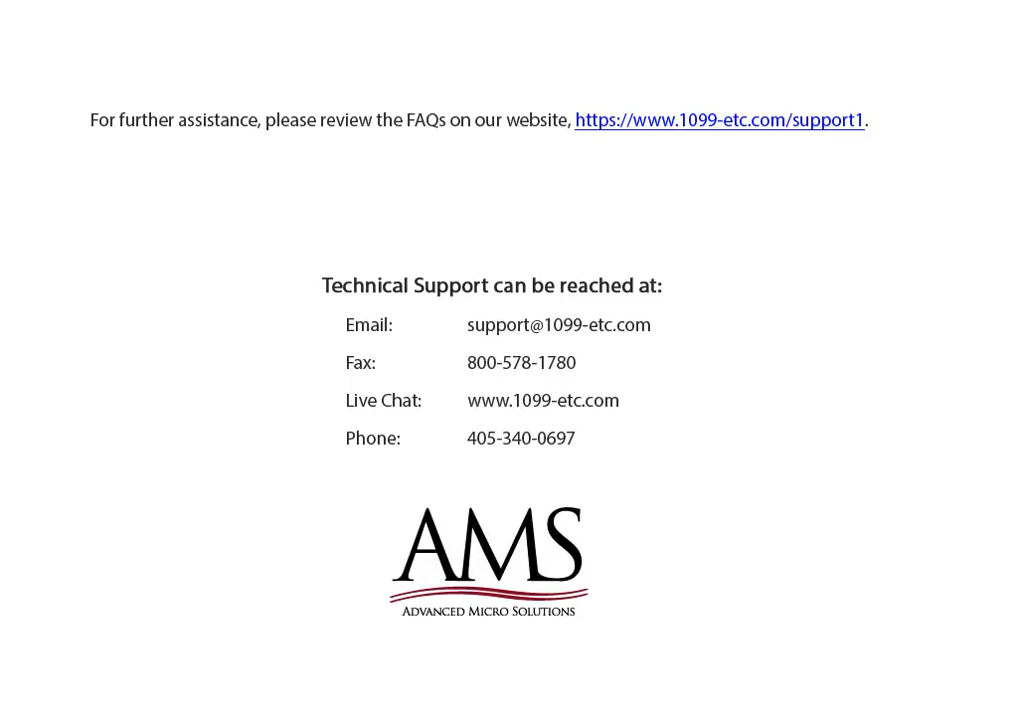 For further assistance, please review the FAQs on our website, https://www.1099-etc.com/support1.
Technical Support can be reached at:
Email: support@1099-etc.com
Fax: 800-578-1780
Live Chat: www.1099-etc.com
Phone: 405-340-0697
AMS
Advanced Micro Solutions